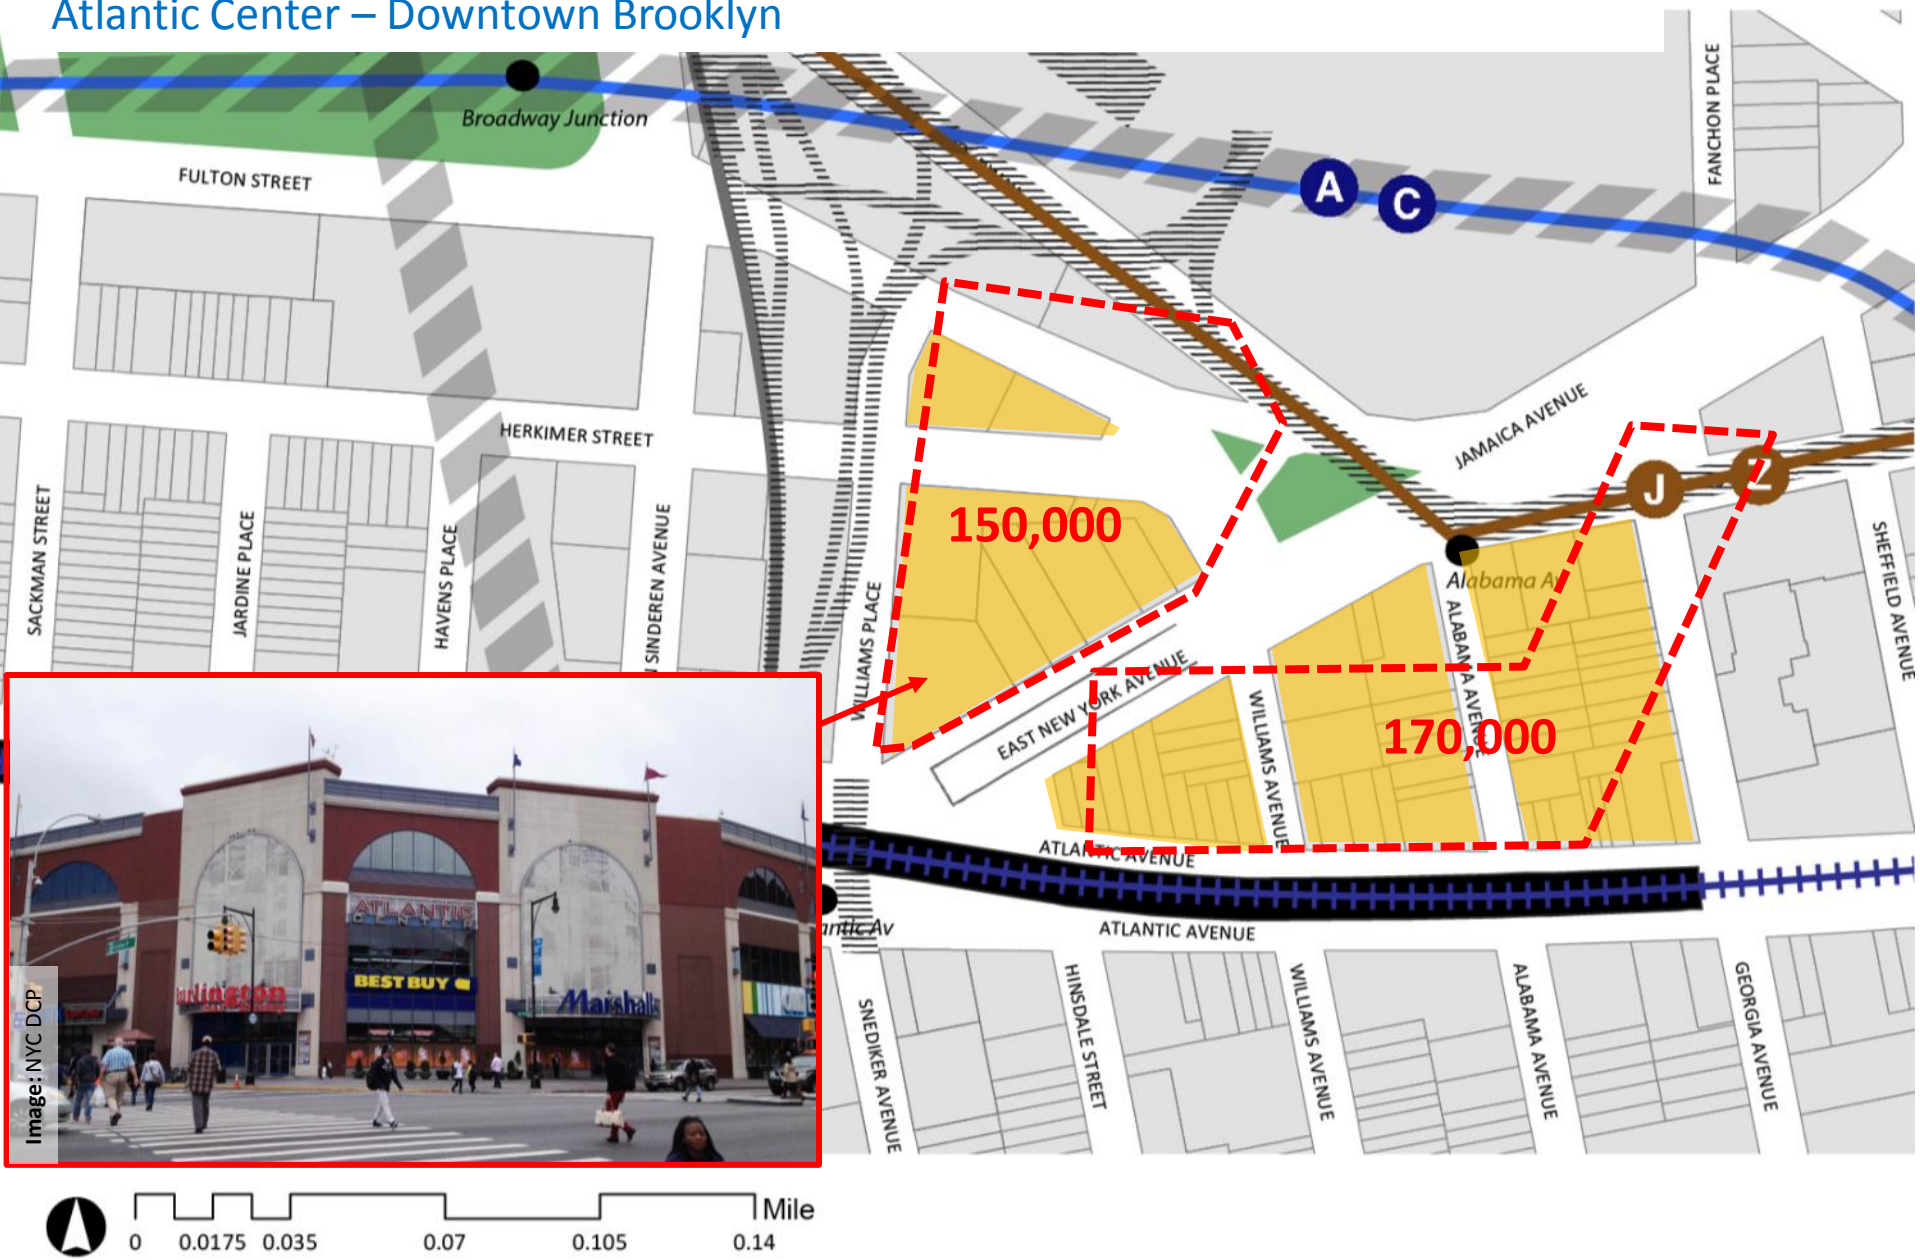 Atlantic Center – Downtown Brooklyn
Broadway Junction
FULTON STREET
A
C
FANCHON PLACE
HERKIMER STREET
JAMAICA AVENUE
J
Z
SACKMAN STREET
JARDINE PLACE
HAVENS PLACE
SINDEREN AVENUE
WILLIAMS PLACE
150,000
Alabama Av
ALABAMA AVENUE
SHEFFIELD AVENUE
EAST NEW YORK AVENUE
WILLIAMS AVENUE
170,000
ATLANTIC AVENUE
antic Av
ATLANTIC AVENUE
SNEDIKER AVENUE
HINSDALE STREET
WILLIAMS AVENUE
ALABAMA AVENUE
GEORGIA AVENUE
ATLANTIC
CENTER
BEST BUY
Burlington
Marshalls
Image: NYC DCP
Mile
0 0.0175 0.035 0.07 0.105 0.14